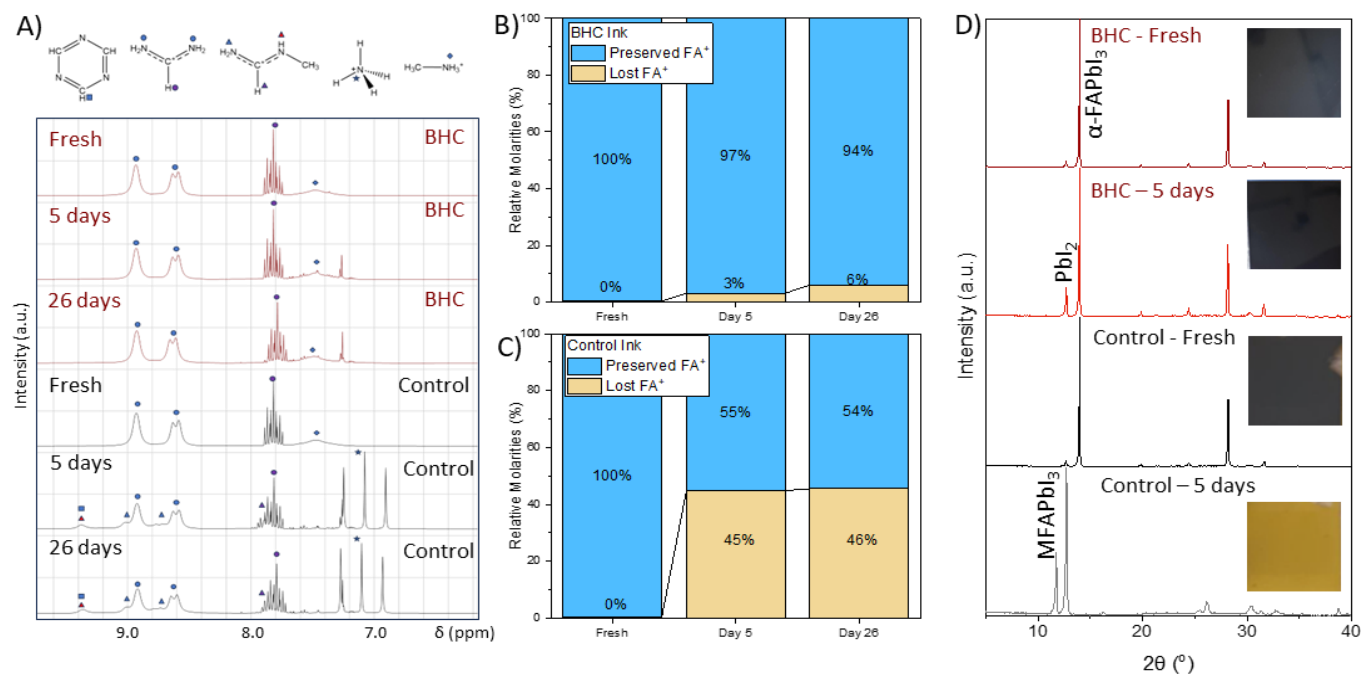 A)
N
HC
CH
N
N
C
H
H₂N
NH₂
H
H₂N
H
N
CH₃
H
H
N
H
H
H
H₃C
NH₃⁺
Fresh
BHC
5 days
BHC
26 days
BHC
Fresh
Control
5 days
Control
26 days
Control
Intensity (a.u.)
9.0
8.0
7.0
δ (ppm)
B)
BHC Ink
Preserved FA⁺
Lost FA⁺
Relative Molarities (%)
100
80
60
40
20
0
100%
97%
94%
0%
3%
6%
Fresh
Day 5
Day 26
C)
Control Ink
Preserved FA⁺
Lost FA⁺
Relative Molarities (%)
100
80
60
40
20
0
100%
55%
54%
0%
45%
46%
Fresh
Day 5
Day 26
D)
BHC - Fresh
α-FAPbI₃
BHC – 5 days
PbI₂
Control - Fresh
Control – 5 days
MFAPbI₃
Intensity (a.u.)
10
20
30
40
2θ (°)